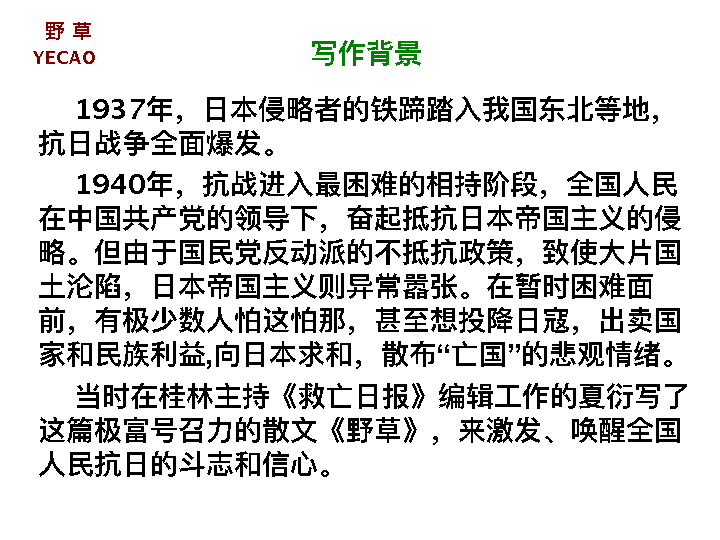 野 草
YECAO
写作背景
1937年，日本侵略者的铁蹄踏入我国东北等地，
抗日战争全面爆发。
1940年，抗战进入最困难的相持阶段，全国人民
在中国共产党的领导下，奋起抵抗日本帝国主义的侵
略。但由于国民党反动派的不抵抗政策，致使大片国
土沦陷，日本帝国主义则异常嚣张。在暂时困难面
前，有极少数人怕这怕那，甚至想投降日寇，出卖国
家和民族利益,向日本求和，散布“亡国”的悲观情绪。
当时在桂林主持《救亡日报》编辑工作的夏衍写了
这篇极富号召力的散文《野草》，来激发、唤醒全国
人民抗日的斗志和信心。